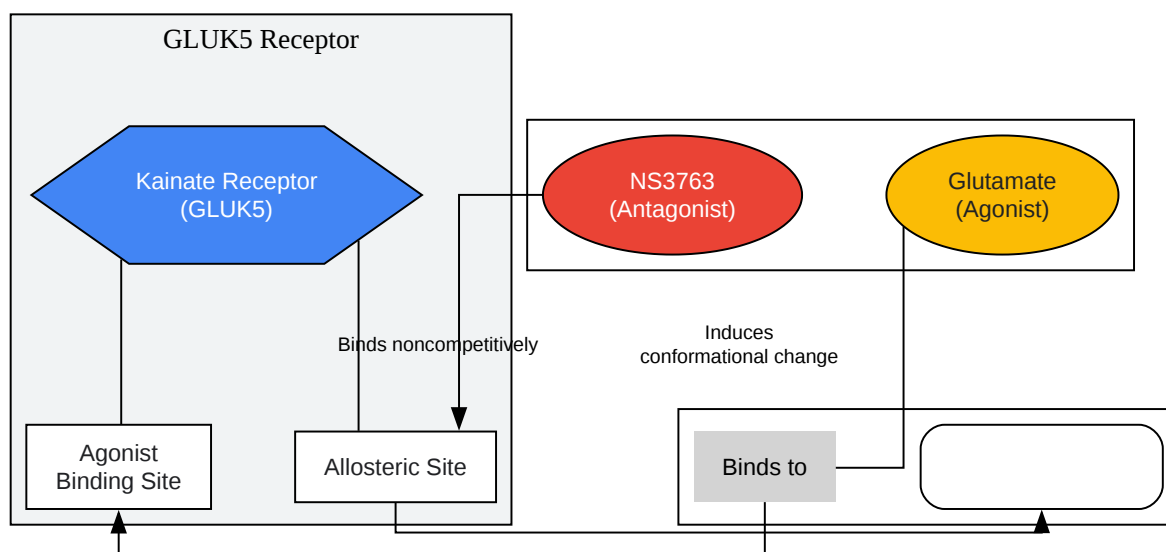 GLUK5 Receptor
Kainate Receptor
(GLUK5)
NS3763
(Antagonist)
Glutamate
(Agonist)
Binds noncompetitively
Induces
conformational change
Agonist
Binding Site
Allosteric Site
Binds to